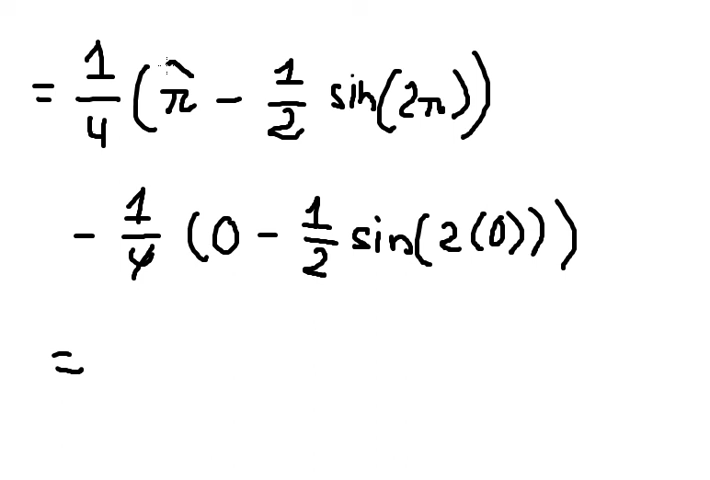 = 1/4 (π - 1/2 sin(2π))
- 1/4 (0 - 1/2 sin(2(0)))
=